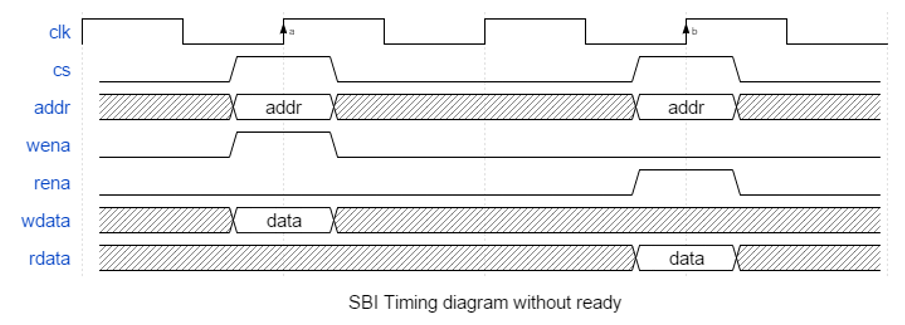 clk a b
cs
addr addr addr
wena
rena
wdata data
rdata data
SBI Timing diagram without ready